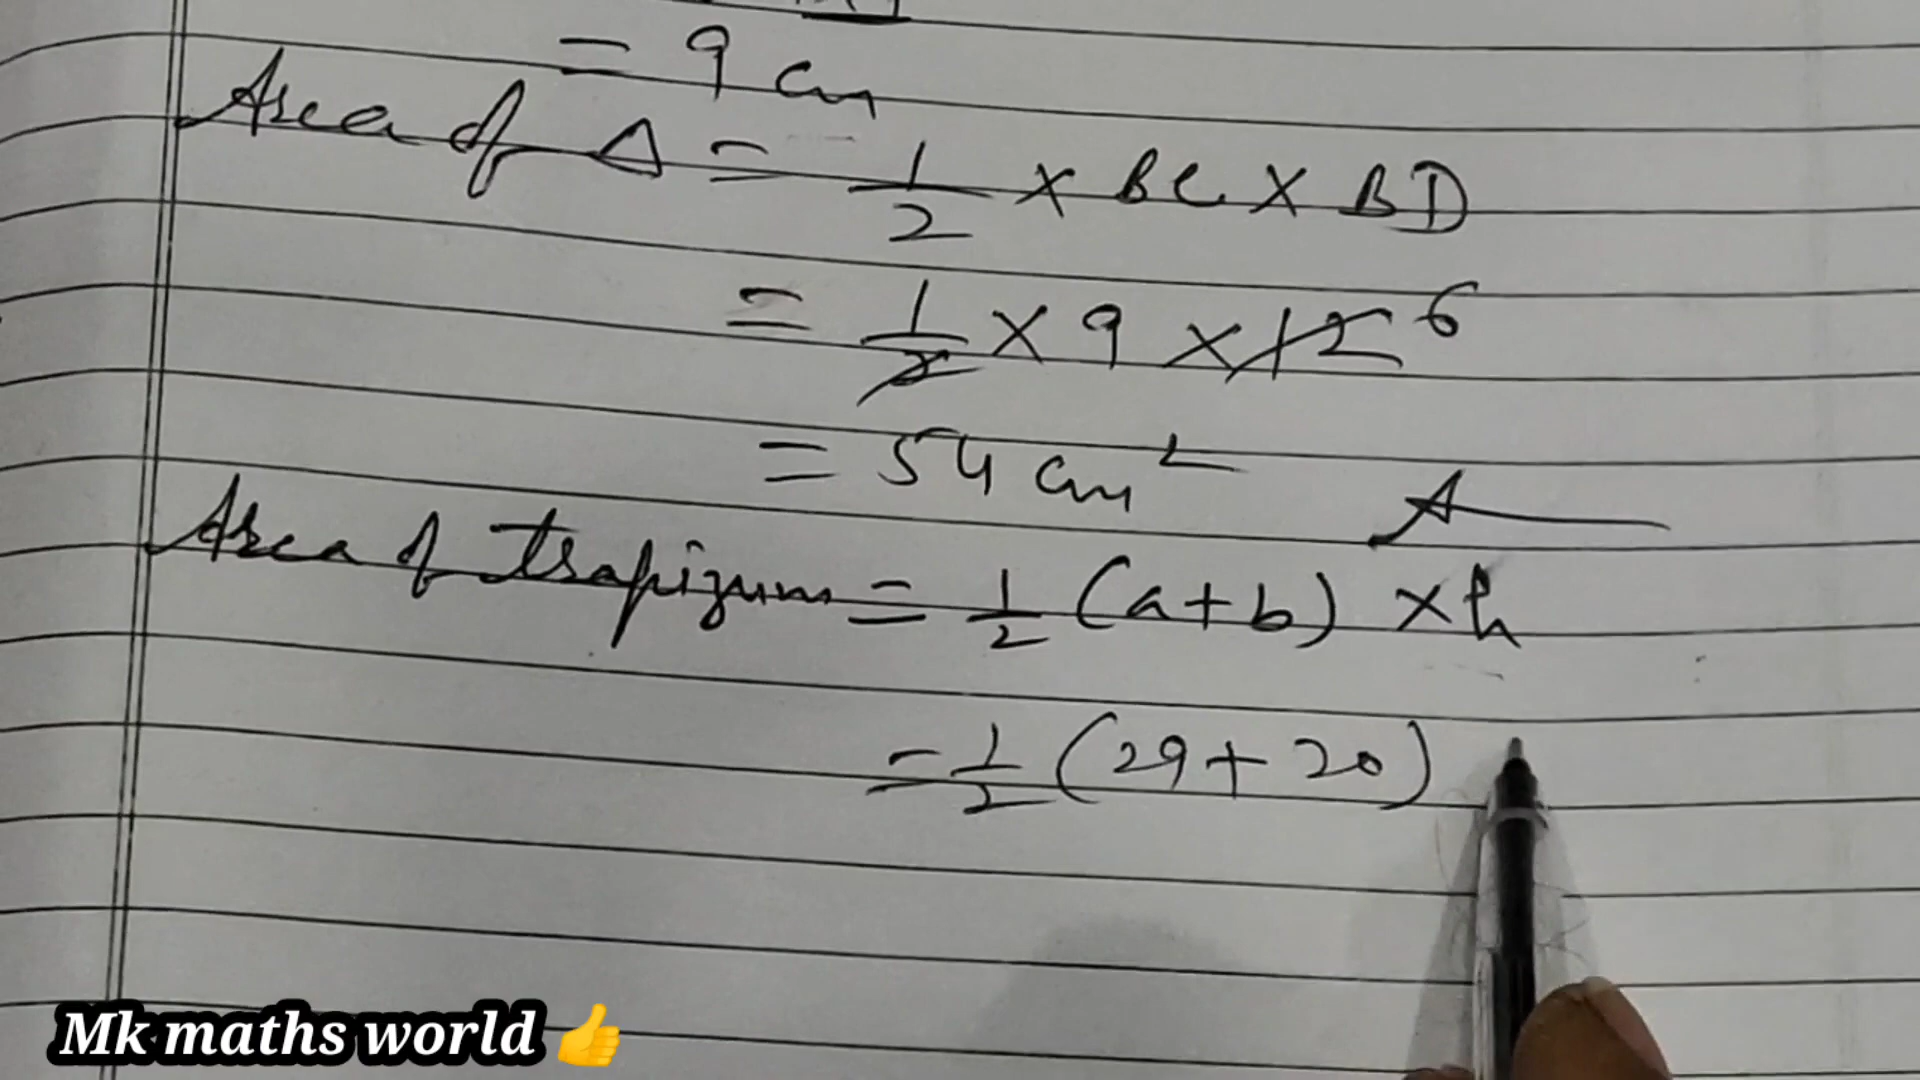 = 9 cm
Area of Δ = 1/2 × BC × BD
= 1/2 × 9 × 12 6
= 54 cm²
A
Area of trapizum = 1/2 (a+b) × h
= 1/2 (29 + 20)
Mk maths world 👍